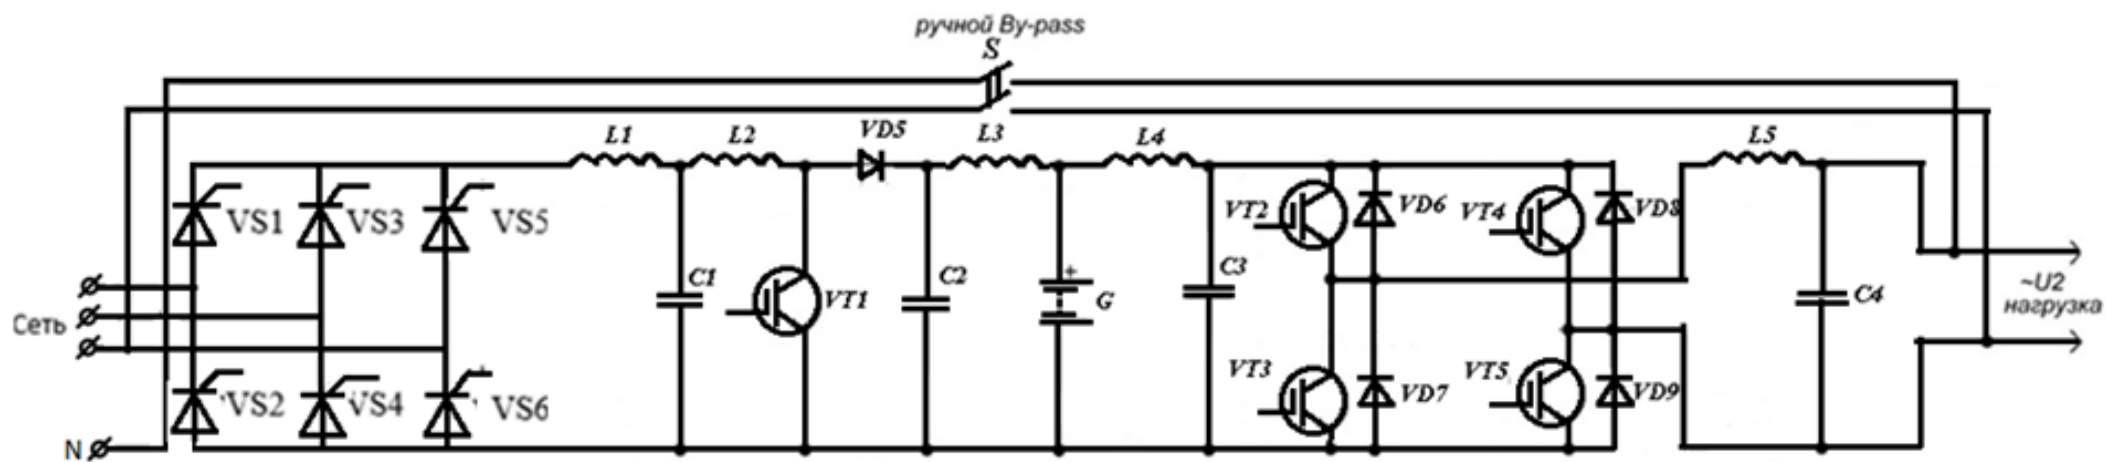 ручной By-pass
S
L1
L2
VD5
L3
L4
L5
VS1
VS3
VS5
VT2
VD6
VT4
VD8
C1
VT1
C2
+
G
C3
C4
~U2
нагрузка
Сеть
VS2
VS4
VS6
VT3
VD7
VT5
VD9
N